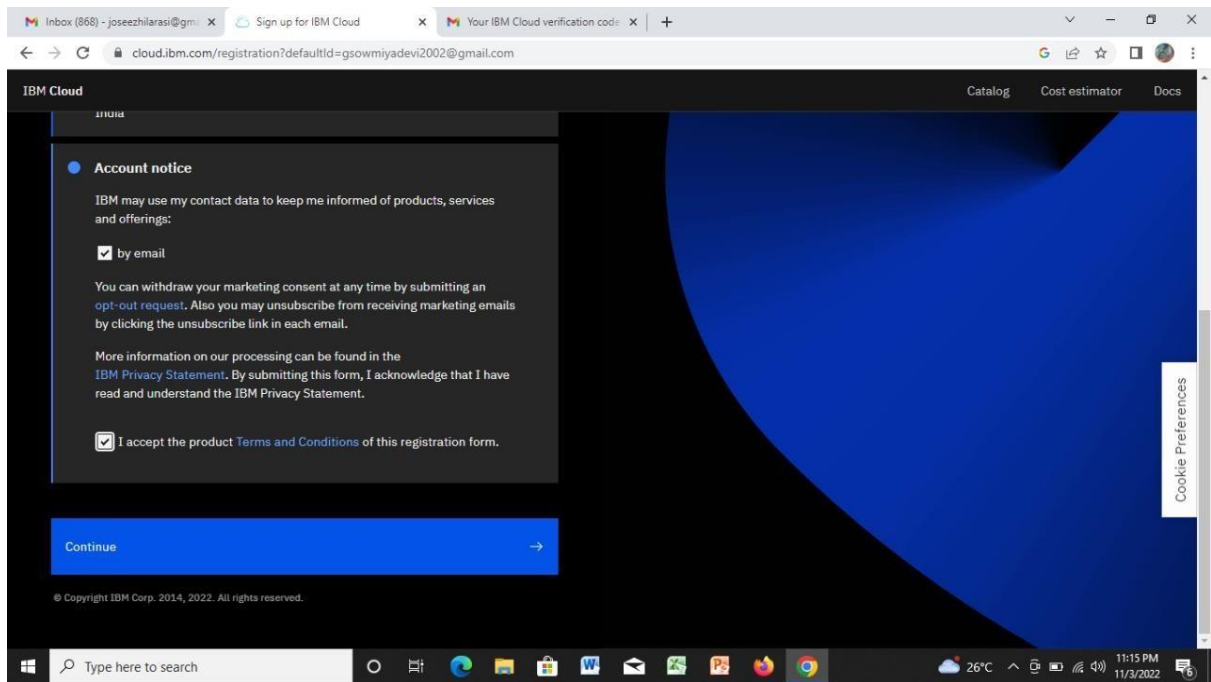 Inbox (868) - joseezhilarasi@gm
Sign up for IBM Cloud
Your IBM Cloud verification code
cloud.ibm.com/registration?defaultId=gsowmiyadevi2002@gmail.com
IBM Cloud
Catalog
Cost estimator
Docs
India
Account notice
IBM may use my contact data to keep me informed of products, services
and offerings:
by email
You can withdraw your marketing consent at any time by submitting an
opt-out request. Also you may unsubscribe from receiving marketing emails
by clicking the unsubscribe link in each email.
More information on our processing can be found in the
IBM Privacy Statement. By submitting this form, I acknowledge that I have
read and understand the IBM Privacy Statement.
I accept the product Terms and Conditions of this registration form.
Cookie Preferences
Continue
© Copyright IBM Corp. 2014, 2022. All rights reserved.
Type here to search
26°C
11:15 PM
11/3/2022
6